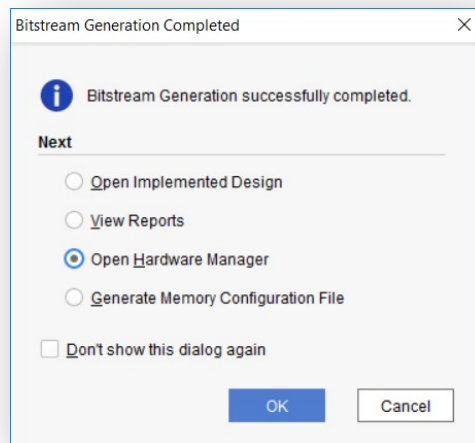 Bitstream Generation Completed
Bitstream Generation successfully completed.
Next
Open Implemented Design
View Reports
Open Hardware Manager
Generate Memory Configuration File
Don't show this dialog again
OK
Cancel